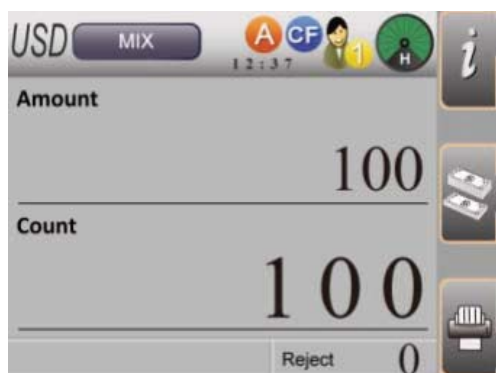 USD MIX A CF 1 H i
12:37
Amount
100
Count
100
Reject 0